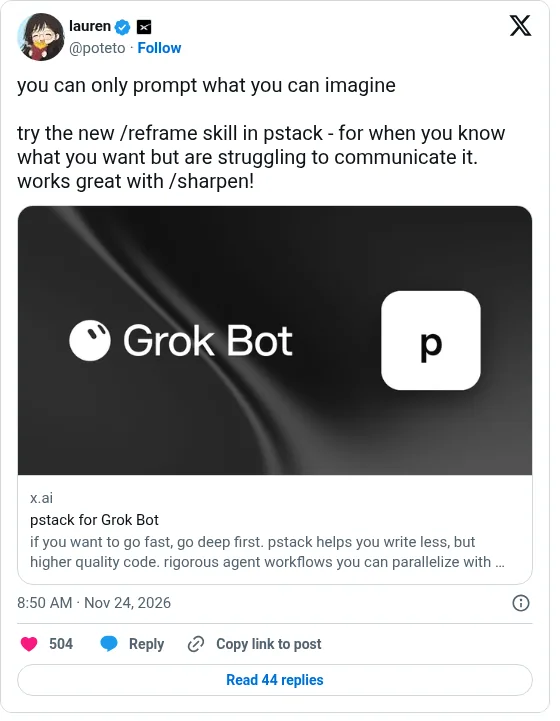 lauren
@poteto · Follow
you can only prompt what you can imagine
try the new /reframe skill in pstack - for when you know
what you want but are struggling to communicate it.
works great with /sharpen!
Grok Bot
p
x.ai
pstack for Grok Bot
if you want to go fast, go deep first. pstack helps you write less, but
higher quality code. rigorous agent workflows you can parallelize with ...
8:50 AM · Nov 24, 2026
504 Reply Copy link to post
Read 44 replies